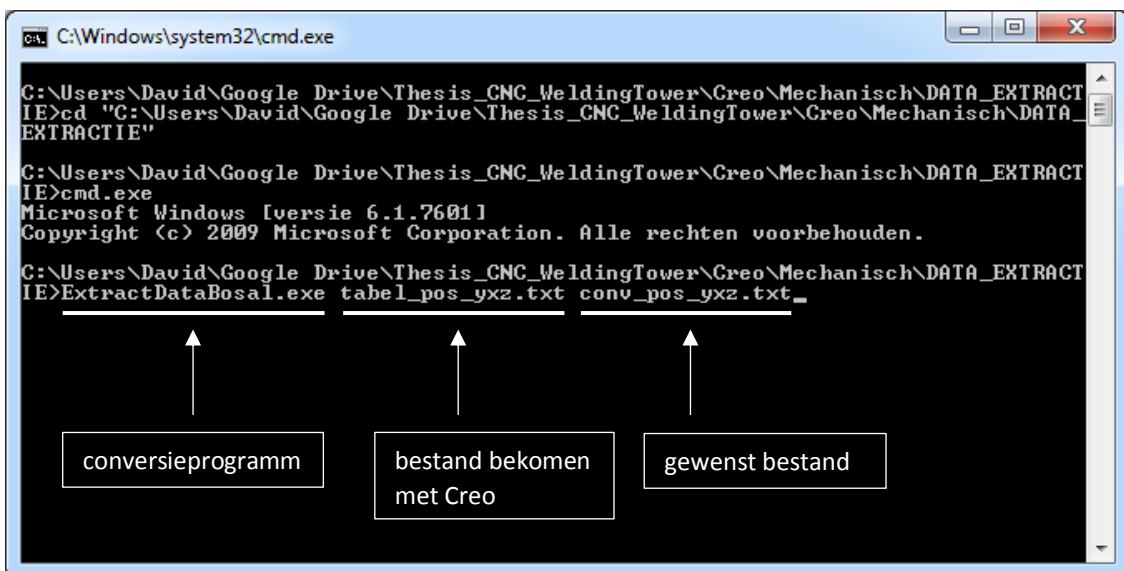 C:\Windows\system32\cmd.exe
C:\Users\David\Google Drive\Thesis_CNC_WeldingTower\Creo\Mechanisch\DATA_EXTRACT
IE>cd "C:\Users\David\Google Drive\Thesis_CNC_WeldingTower\Creo\Mechanisch\DATA_
EXTRACTIE"
C:\Users\David\Google Drive\Thesis_CNC_WeldingTower\Creo\Mechanisch\DATA_EXTRACT
IE>cmd.exe
Microsoft Windows [versie 6.1.7601]
Copyright (c) 2009 Microsoft Corporation. Alle rechten voorbehouden.
C:\Users\David\Google Drive\Thesis_CNC_WeldingTower\Creo\Mechanisch\DATA_EXTRACT
IE>ExtractDataBosal.exe tabel_pos_yxz.txt conv_pos_yxz.txt_
conversieprogramm
bestand bekomen
met Creo
gewenst bestand